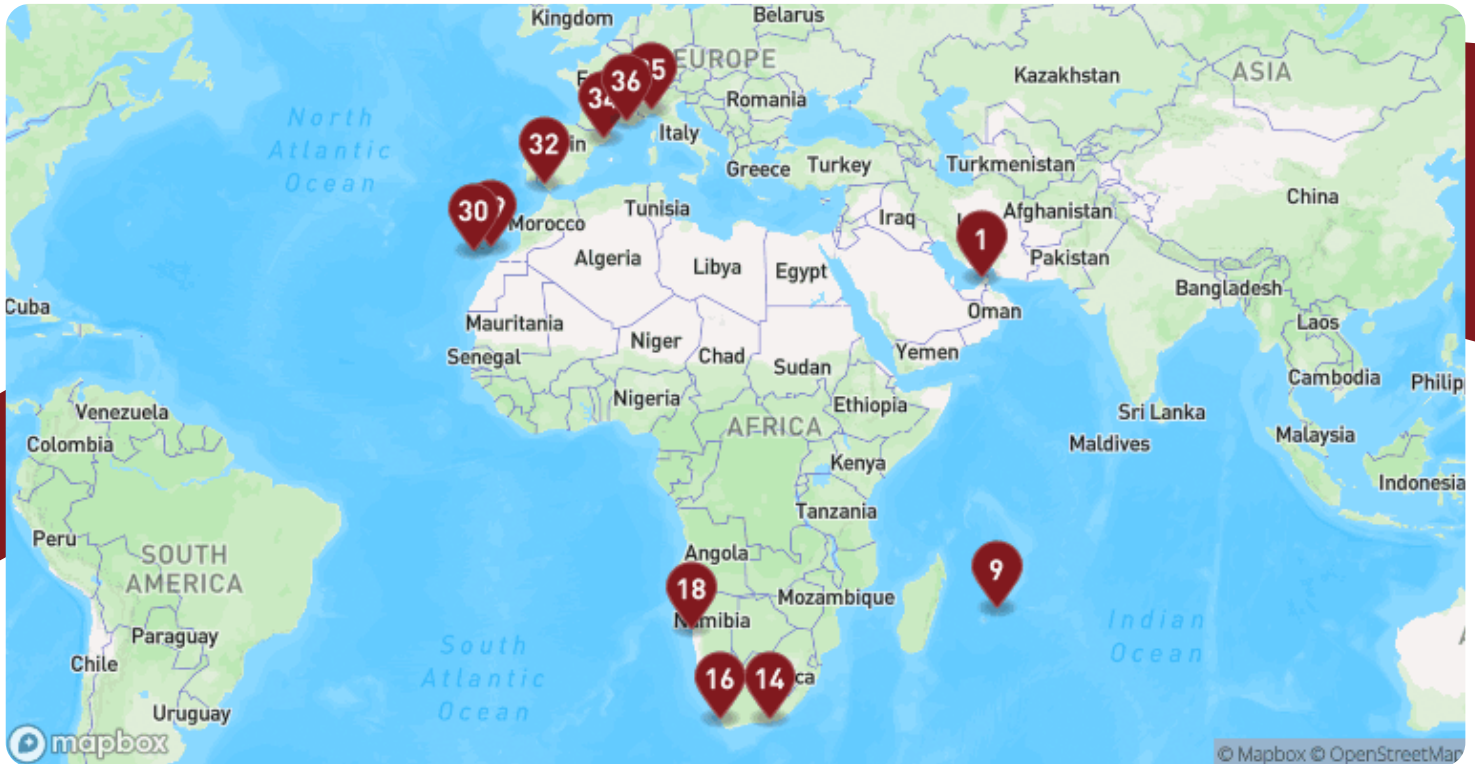 Kingdom
Belarus
EUROPE
36
32
Kazakhstan
ASIA
Romania
Italy
Greece
Turkey
Turkmenistan
China
30
Morocco
Tunisia
Iraq
Afghanistan
1
Algeria
Libya
Egypt
Pakistan
Bangladesh
North
Atlantic
Ocean
Cuba
Oman
Mauritania
Niger
Chad
Sudan
Yemen
Laos
Senegal
Nigeria
Ethiopia
Cambodia
Venezuela
Colombia
AFRICA
Sri Lanka
Maldives
Malaysia
Kenya
Indonesia
Tanzania
Peru
SOUTH
AMERICA
Angola
9
18
Namibia
Mozambique
Indian
Ocean
Paraguay
Chile
South
Atlantic
Ocean
16
14
Uruguay
mapbox
© Mapbox © OpenStreetMap